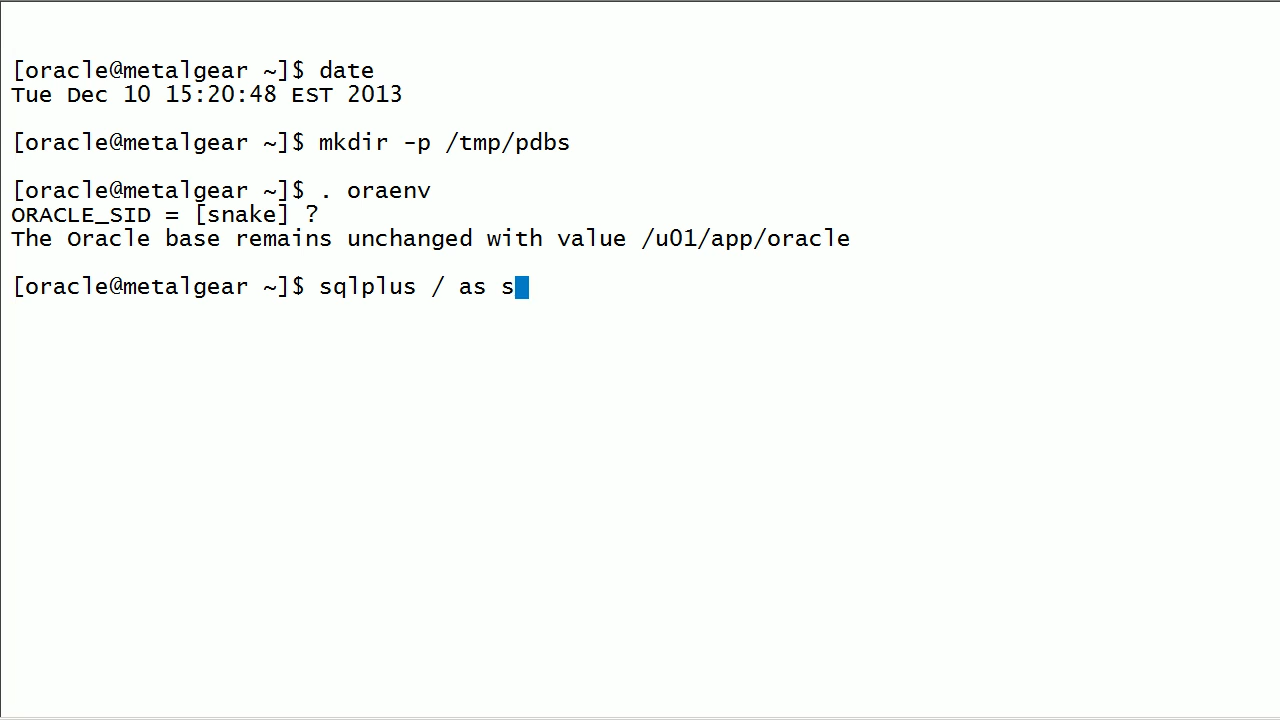 [oracle@metalgear ~]$ date
Tue Dec 10 15:20:48 EST 2013
[oracle@metalgear ~]$ mkdir -p /tmp/pdbs
[oracle@metalgear ~]$ . oraenv
ORACLE_SID = [snake] ?
The Oracle base remains unchanged with value /u01/app/oracle
[oracle@metalgear ~]$ sqlplus / as s